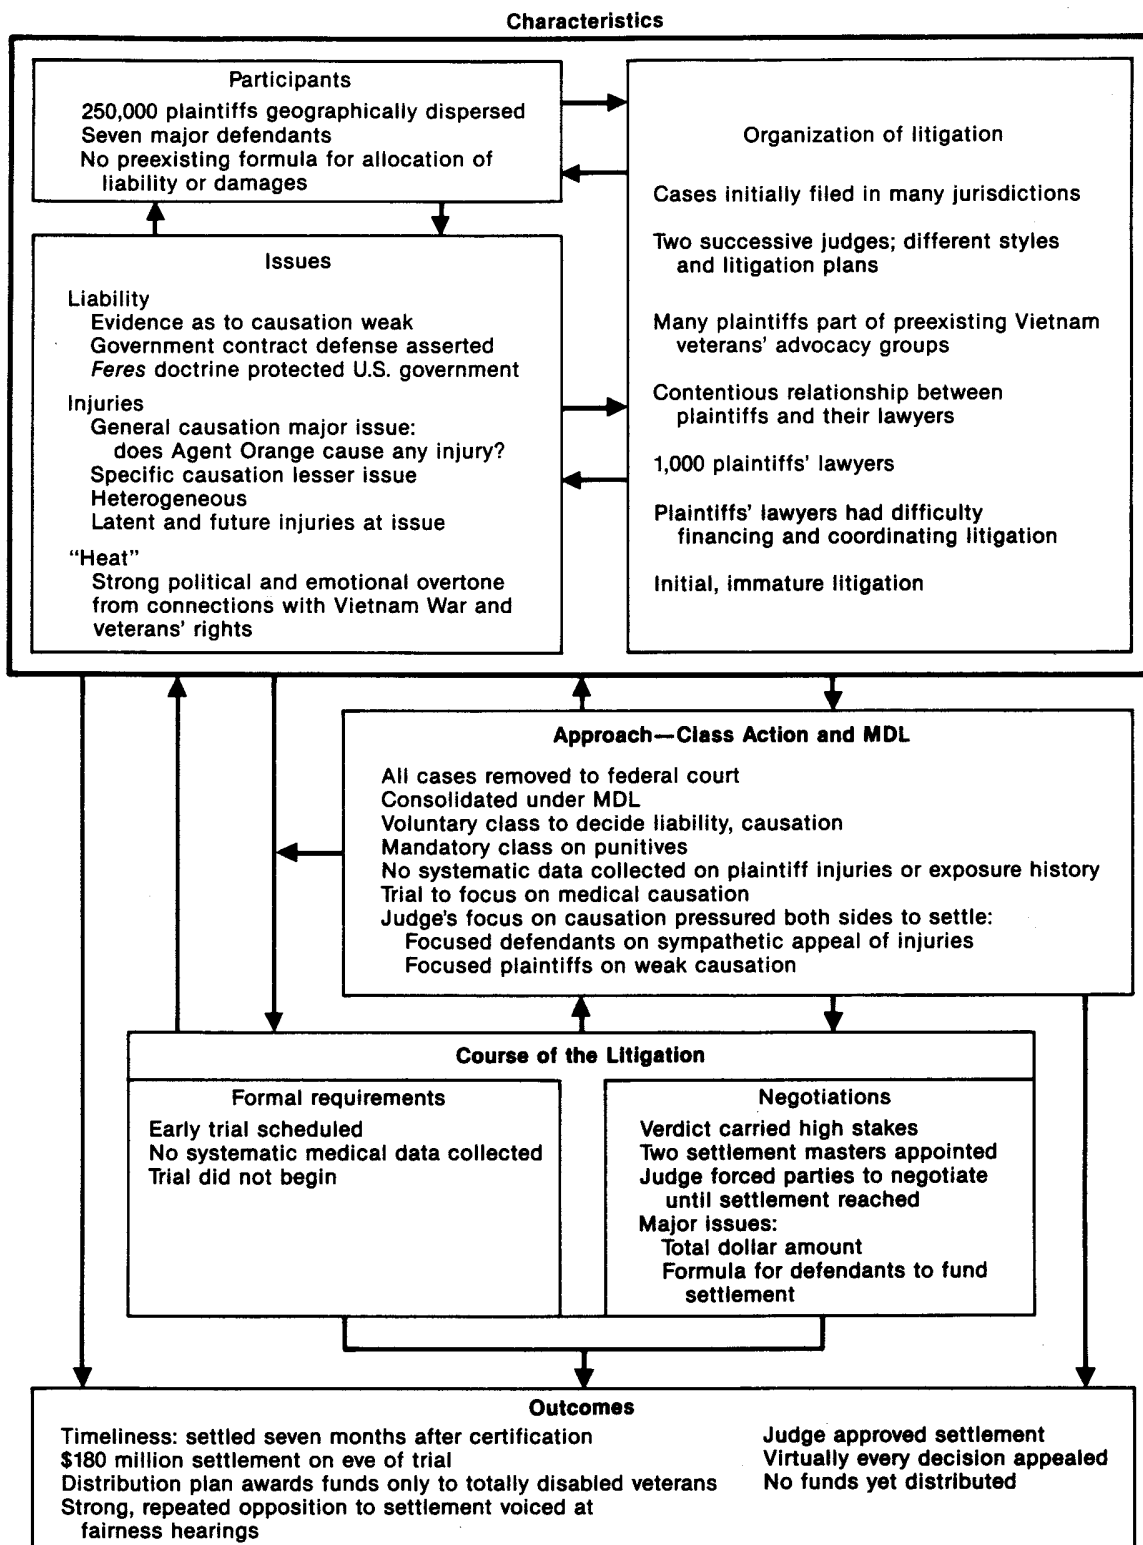 Characteristics
Participants
250,000 plaintiffs geographically dispersed
Seven major defendants
No preexisting formula for allocation of
liability or damages
Issues
Liability
Evidence as to causation weak
Government contract defense asserted
Feres doctrine protected U.S. government
Injuries
General causation major issue:
does Agent Orange cause any injury?
Specific causation lesser issue
Heterogeneous
Latent and future injuries at issue
“Heat”
Strong political and emotional overtone
from connections with Vietnam War and
veterans’ rights
Organization of litigation
Cases initially filed in many jurisdictions
Two successive judges; different styles
and litigation plans
Many plaintiffs part of preexisting Vietnam
veterans’ advocacy groups
Contentious relationship between
plaintiffs and their lawyers
1,000 plaintiffs’ lawyers
Plaintiffs’ lawyers had difficulty
financing and coordinating litigation
Initial, immature litigation
Approach—Class Action and MDL
All cases removed to federal court
Consolidated under MDL
Voluntary class to decide liability, causation
Mandatory class on punitives
No systematic data collected on plaintiff injuries or exposure history
Trial to focus on medical causation
Judge’s focus on causation pressured both sides to settle:
Focused defendants on sympathetic appeal of injuries
Focused plaintiffs on weak causation
Course of the Litigation
Formal requirements
Early trial scheduled
No systematic medical data collected
Trial did not begin
Negotiations
Verdict carried high stakes
Two settlement masters appointed
Judge forced parties to negotiate
until settlement reached
Major issues:
Total dollar amount
Formula for defendants to fund
settlement
Outcomes
Timeliness: settled seven months after certification
$180 million settlement on eve of trial
Distribution plan awards funds only to totally disabled veterans
Strong, repeated opposition to settlement voiced at
fairness hearings
Judge approved settlement
Virtually every decision appealed
No funds yet distributed